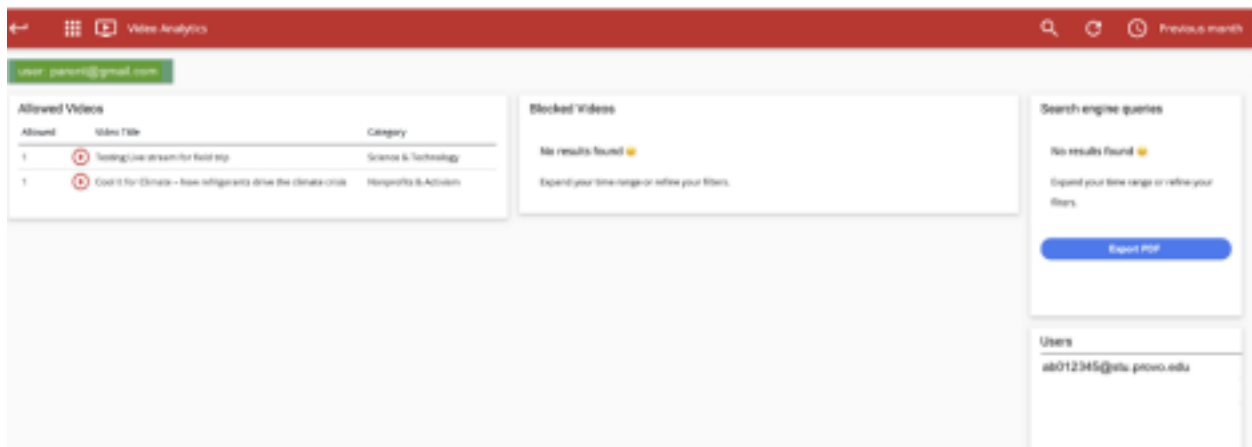 Video Analytics
Previous month
user: parent@gmail.com
Allowed Videos
Allowed Video Title Category
1 Testing Live stream for field trip Science & Technology
1 Cool It for Climate – how refrigerants drive the climate crisis Nonprofits & Activism
Blocked Videos
No results found 😕
Expand your time range or refine your filters.
Search engine queries
No results found 😕
Expand your time range or refine your
filters.
Export PDF
Users
ab012345@stu.provo.edu